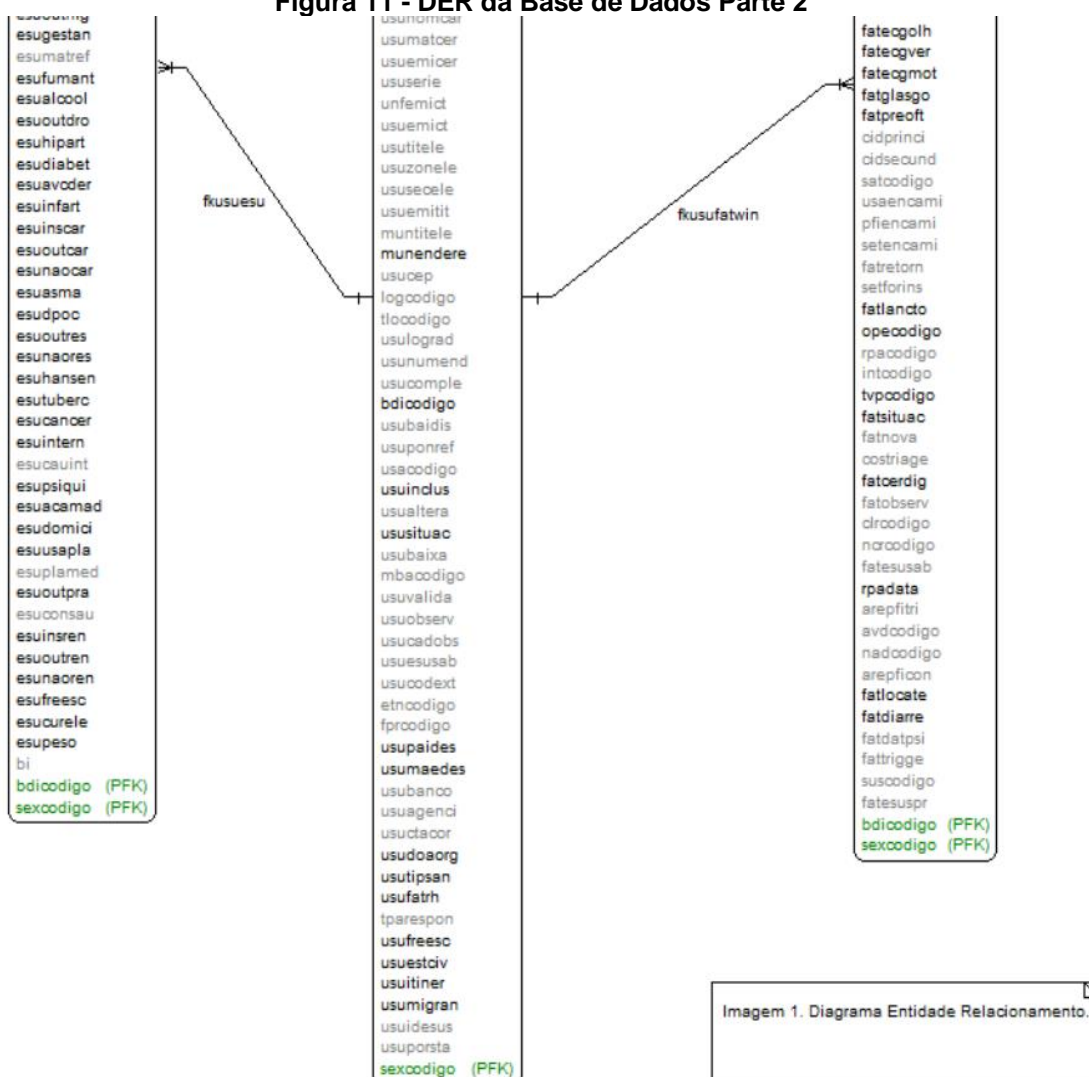 Figura 11 - DER da Base de Dados Parte 2
esugestan
esumatref
esufumant
esualcool
esuoutdro
esuhipart
esudiabet
esuavcder
esuinfart
esuinscar
esuoutcar
esunaocar
esuasma
esudpoc
esuoutres
esunaores
esuhansen
esutuberc
esucancer
esuintern
esucauint
esupsiqui
esuacamad
esudomici
esuusapla
esuplamed
esuoutpra
esuconsau
esuinsren
esuoutren
esunaoren
esufreesc
esucurele
esupeso
bi
bdicodigo (PFK)
sexcodigo (PFK)
fkusuesu
usunomcar
usumatcer
usuemicer
ususerie
unfemict
usuemict
usutitele
usuzonele
ususecele
usuemitit
muntitele
munendere
usucep
logcodigo
tlocodigo
usulograd
usunumend
usucomple
bdicodigo
usubaidis
usuponref
usacodigo
usuinclus
usualtera
ususituac
usubaixa
mbacodigo
usuvalida
usuobserv
usucadobs
usuesusab
usucodext
etncodigo
fprcodigo
usupaides
usumaedes
usubanco
usuagenci
usuctacor
usudoaorg
usutipsan
usufatrh
tparespon
usufreesc
usuestciv
usuitiner
usumigran
usuidesus
usuporsta
sexcodigo (PFK)
fkusufatwin
fatecgolh
fatecgver
fatecgmot
fatglasgo
fatpreoft
cidprinci
cidsecund
satcodigo
usaencami
pfiencami
setencami
fatretorn
setforins
fatlancto
opecodigo
rpacodigo
intcodigo
tvpcodigo
fatsituac
fatnova
costriage
fatcerdig
fatobserv
clrcodigo
ncrcodigo
fatesusab
rpadata
arepfitri
avdcodigo
nadcodigo
areficon
fatlocate
fatdiarre
fatdatpsi
fattrigge
suscodigo
fatesuspr
bdicodigo (PFK)
sexcodigo (PFK)
Imagem 1. Diagrama Entidade Relacionamento.